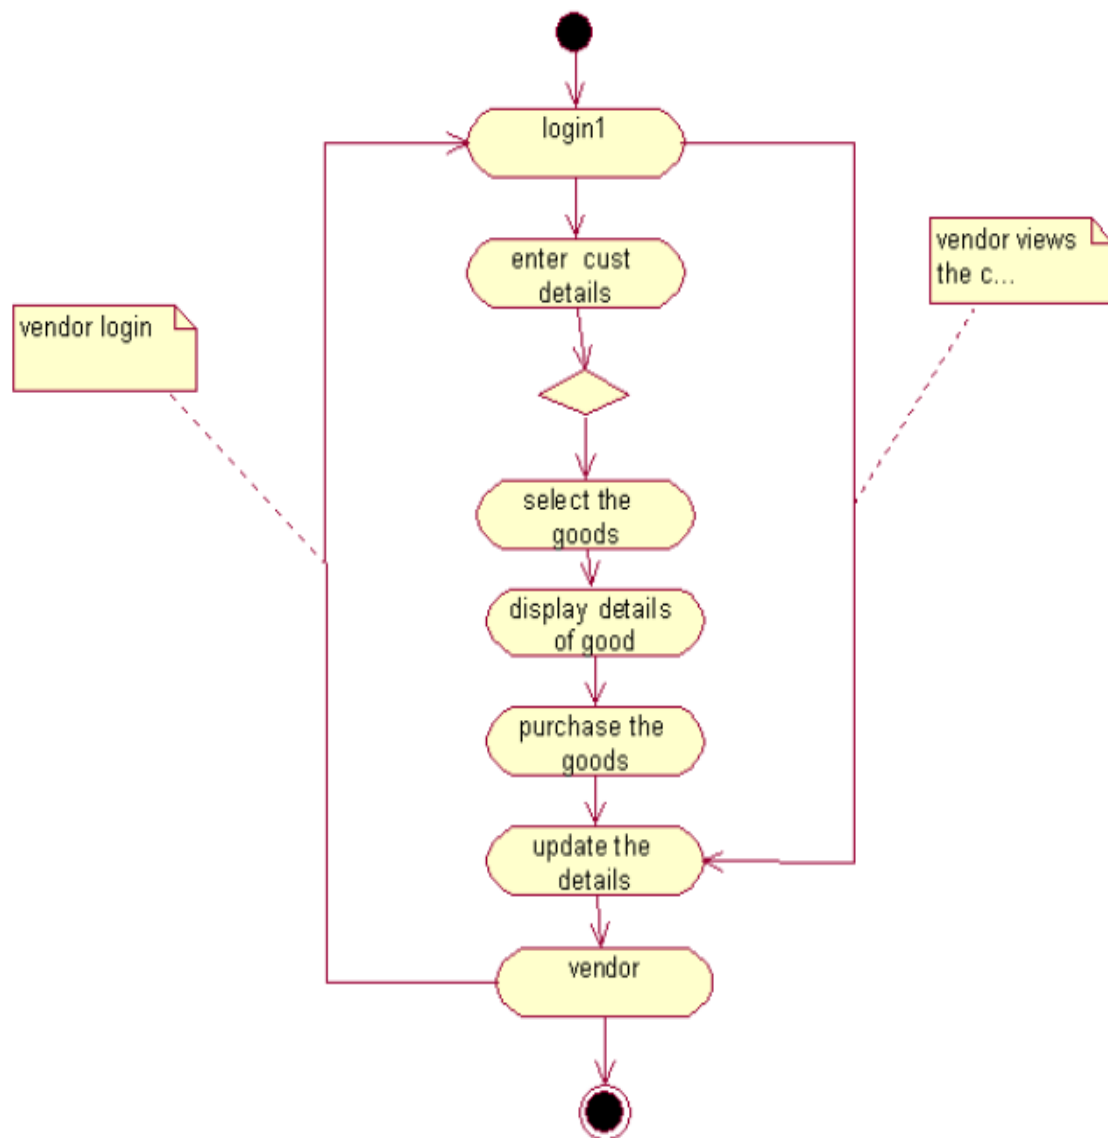 login1
enter cust
details
vendor views
the c...
vendor login
select the
goods
display details
of good
purchase the
goods
update the
details
vendor